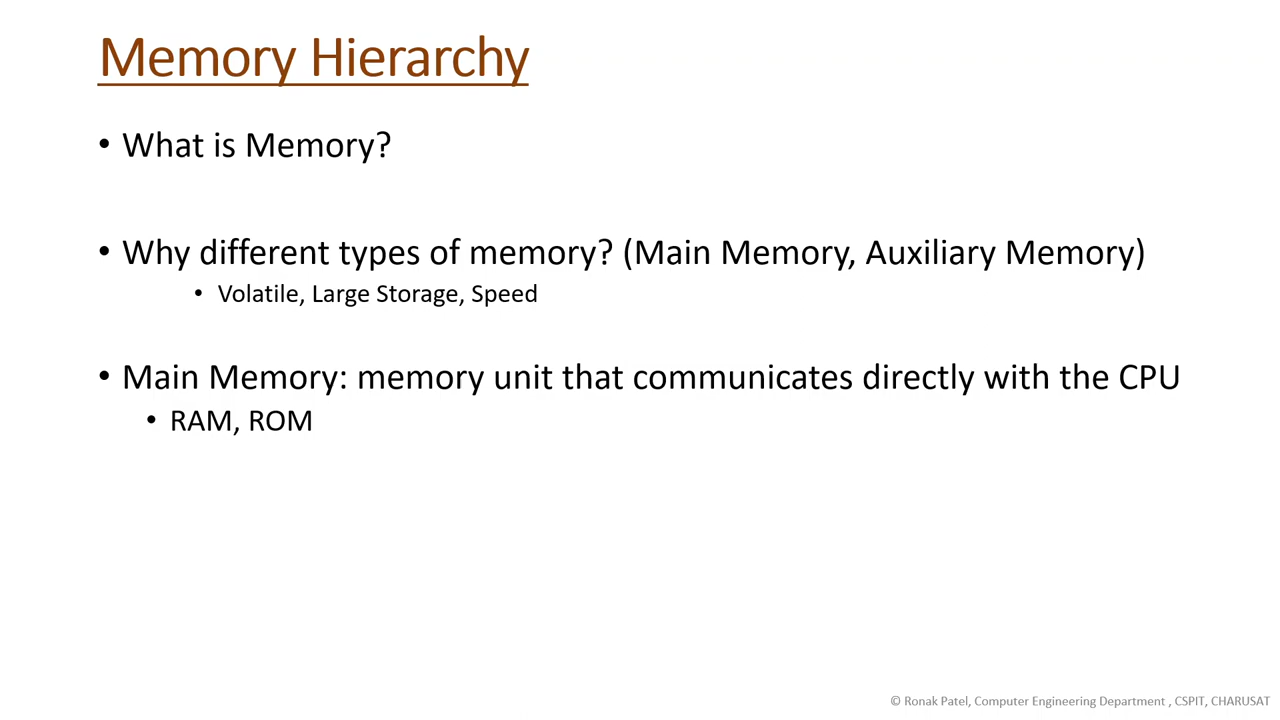 Memory Hierarchy
• What is Memory?
• Why different types of memory? (Main Memory, Auxiliary Memory)
• Volatile, Large Storage, Speed
• Main Memory: memory unit that communicates directly with the CPU
• RAM, ROM
© Ronak Patel, Computer Engineering Department , CSPIT, CHARUSAT